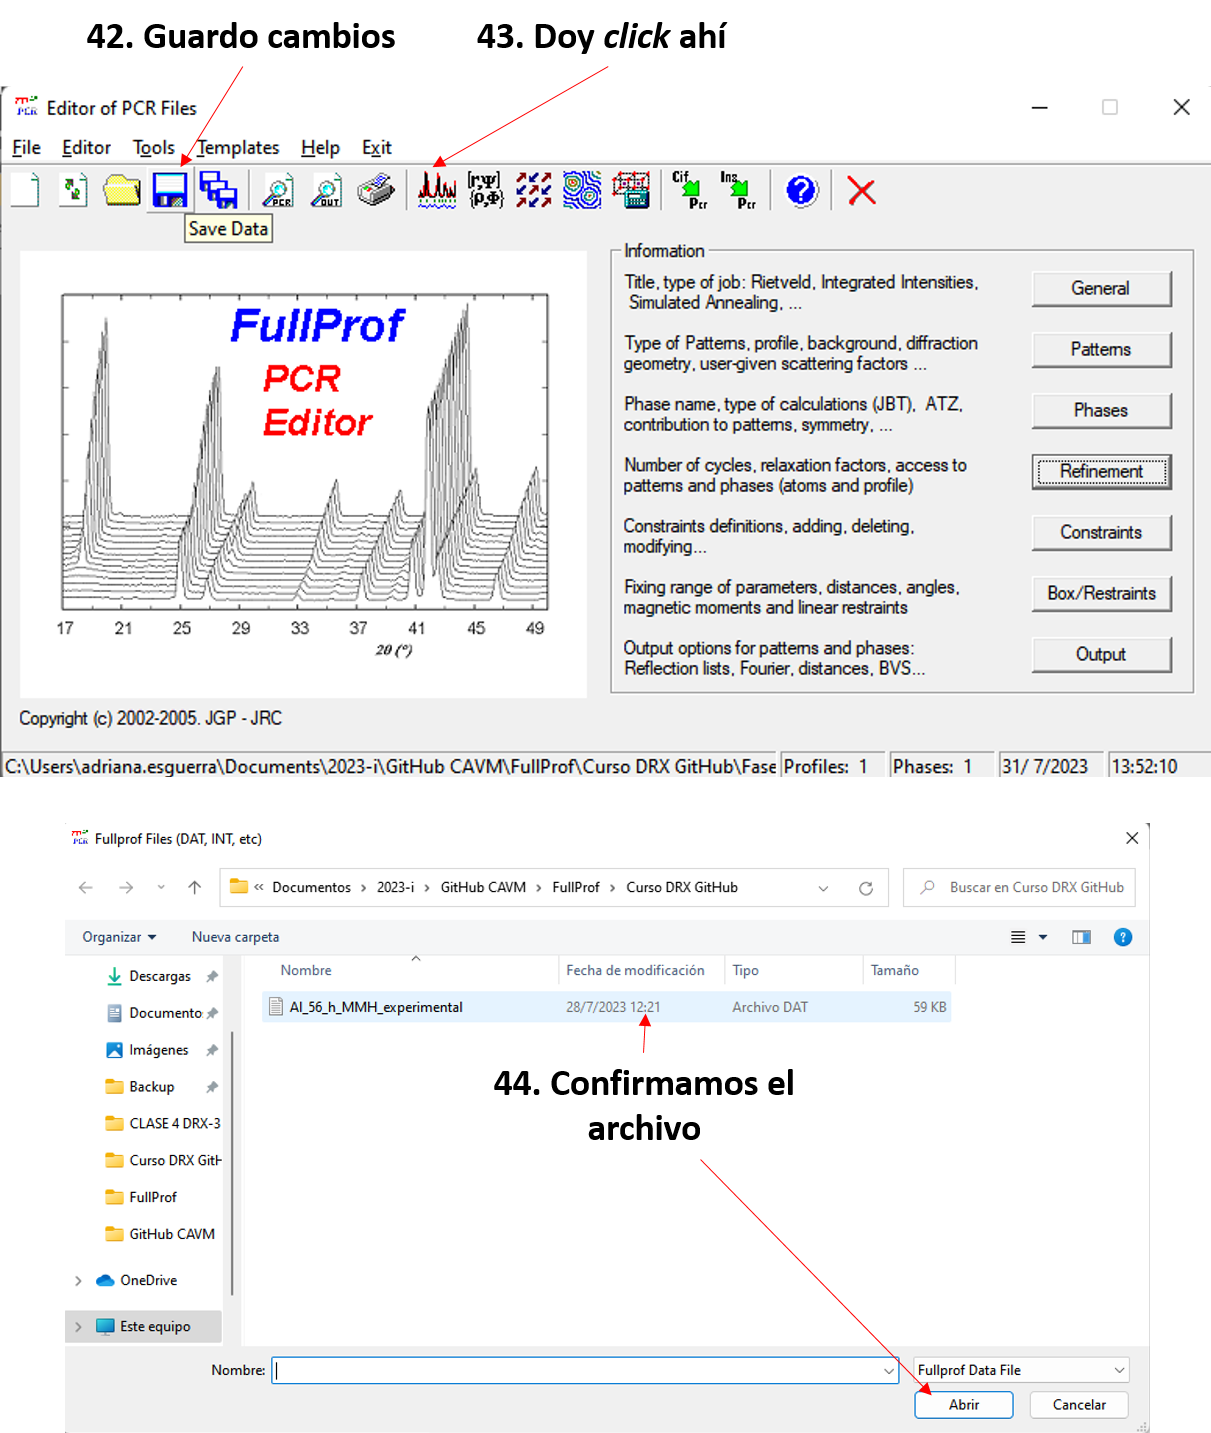 42. Guardo cambios
43. Doy click ahí
Editor of PCR Files
File Editor Tools Templates Help Exit
PCR
OUT
[r,Ψ]
{ρ,Φ}
Cif
Pcr
Ins
Pcr
Save Data
FullProf
PCR
Editor
17 21 25 29 33 37 41 45 49
2θ (°)
Information
Title, type of job: Rietveld, Integrated Intensities,
Simulated Annealing, ...
General
Type of Patterns, profile, background, diffraction
geometry, user-given scattering factors ...
Patterns
Phase name, type of calculations (JBT), ATZ,
contribution to patterns, symmetry, ...
Phases
Number of cycles, relaxation factors, access to
patterns and phases (atoms and profile)
Refinement
Constraints definitions, adding, deleting,
modifying...
Constraints
Fixing range of parameters, distances, angles,
magnetic moments and linear restraints
Box/Restraints
Output options for patterns and phases:
Reflection lists, Fourier, distances, BVS...
Output
Copyright (c) 2002-2005. JGP - JRC
C:\Users\adriana.esguerra\Documents\2023-i\GitHub CAVM\FullProf\Curso DRX GitHub\Fase
Profiles: 1
Phases: 1
31/ 7/2023
13:52:10
PCR
Fullprof Files (DAT, INT, etc)
« Documentos › 2023-i › GitHub CAVM › FullProf › Curso DRX GitHub
Buscar en Curso DRX GitHub
Organizar
Nueva carpeta
Nombre
Fecha de modificación
Tipo
Tamaño
Al_56_h_MMH_experimental
28/7/2023 12:21
Archivo DAT
59 KB
Descargas
Documento
Imágenes
Backup
CLASE 4 DRX-3
Curso DRX GitH
FullProf
GitHub CAVM
OneDrive
Este equipo
44. Confirmamos el
archivo
Nombre:
Fullprof Data File
Abrir
Cancelar